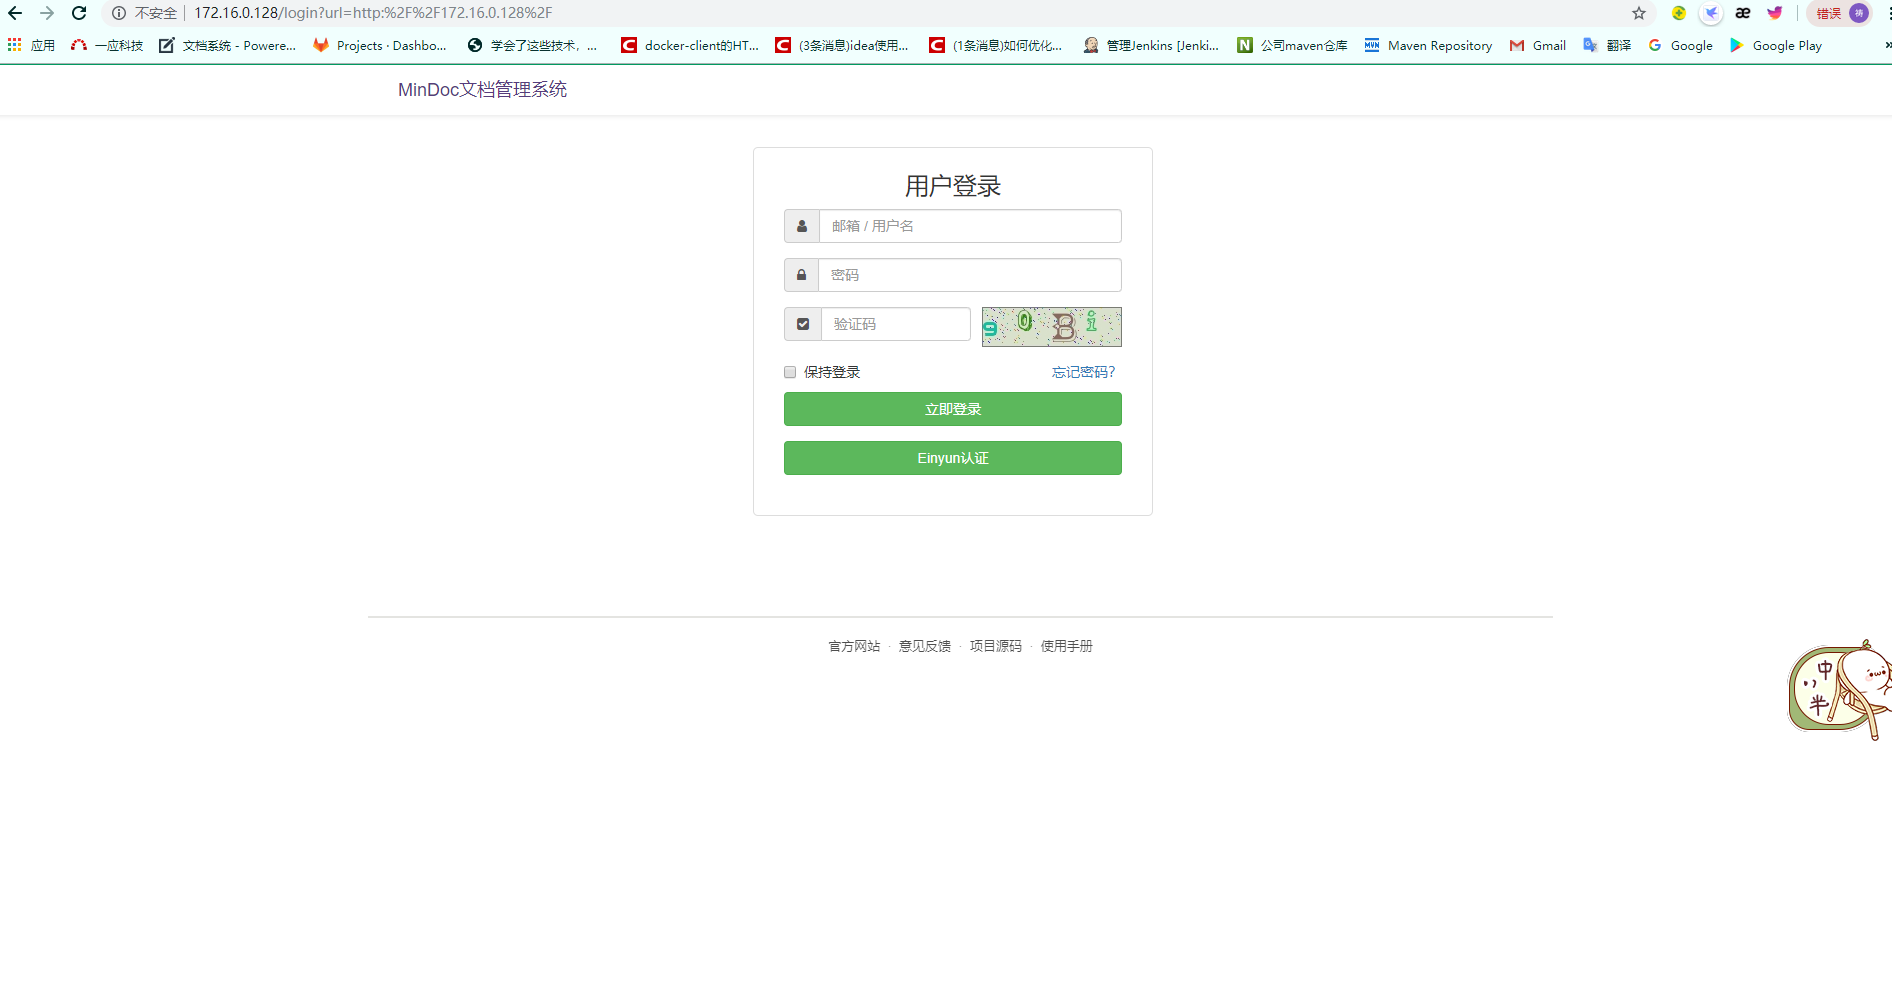 不安全 172.16.0.128/login?url=http:%2F%2F172.16.0.128%2F 错误 祷
应用 一应科技 文档系统 - Powere... Projects · Dashbo... 学会了这些技术，... docker-client的HT... (3条消息)idea使用... (1条消息)如何优化... 管理Jenkins [Jenki... 公司maven仓库 Maven Repository Gmail 翻译 Google Google Play
MinDoc文档管理系统
用户登录
邮箱 / 用户名
密码
验证码 g 0 B i
保持登录 忘记密码?
立即登录
Einyun认证
官方网站 · 意见反馈 · 项目源码 · 使用手册
中
半